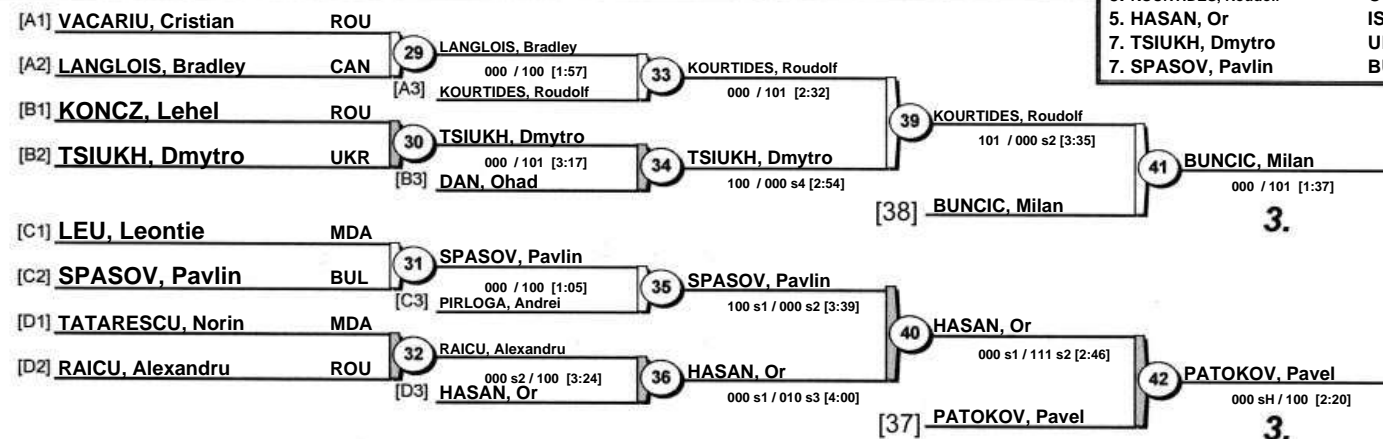 5. HASAN, Or IS
7. TSIUKH, Dmytro
7. SPASOV, Pavlin
[A1] VACARIU, Cristian ROU
[A2] LANGLOIS, Bradley CAN
29
LANGLOIS, Bradley
000 / 100 [1:57]
[A3] KOURTIDES, Roudolf
33
KOURTIDES, Roudolf
000 / 101 [2:32]
[B1] KONCZ, Lehel ROU
[B2] TSIUKH, Dmytro UKR
30
TSIUKH, Dmytro
000 / 101 [3:17]
[B3] DAN, Ohad
34
TSIUKH, Dmytro
100 / 000 s4 [2:54]
39
KOURTIDES, Roudolf
101 / 000 s2 [3:35]
[38] BUNCIC, Milan
41
BUNCIC, Milan
000 / 101 [1:37]
3.
[C1] LEU, Leontie MDA
[C2] SPASOV, Pavlin BUL
31
SPASOV, Pavlin
000 / 100 [1:05]
[C3] PIRLOGA, Andrei
35
SPASOV, Pavlin
100 s1 / 000 s2 [3:39]
[D1] TATARESCU, Norin MDA
[D2] RAICU, Alexandru ROU
32
RAICU, Alexandru
000 s2 / 100 [3:24]
[D3] HASAN, Or
36
HASAN, Or
000 s1 / 010 s3 [4:00]
40
HASAN, Or
000 s1 / 111 s2 [2:46]
[37] PATOKOV, Pavel
42
PATOKOV, Pavel
000 sH / 100 [2:20]
3.